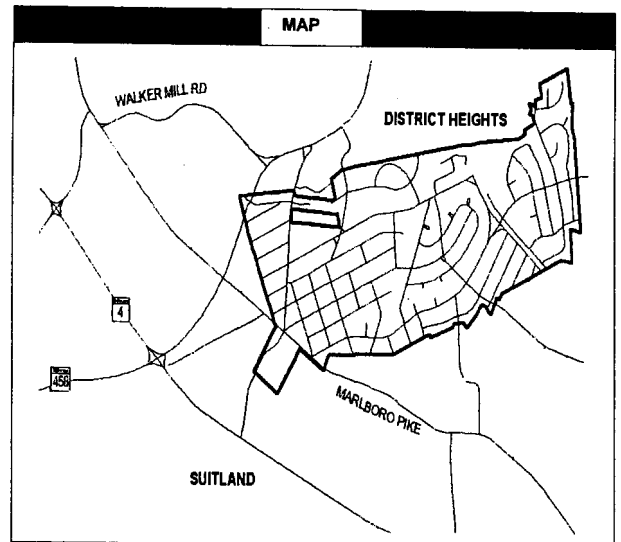 MAP
WALKER MILL RD
DISTRICT HEIGHTS
4
458
MARLBORO PIKE
SUITLAND